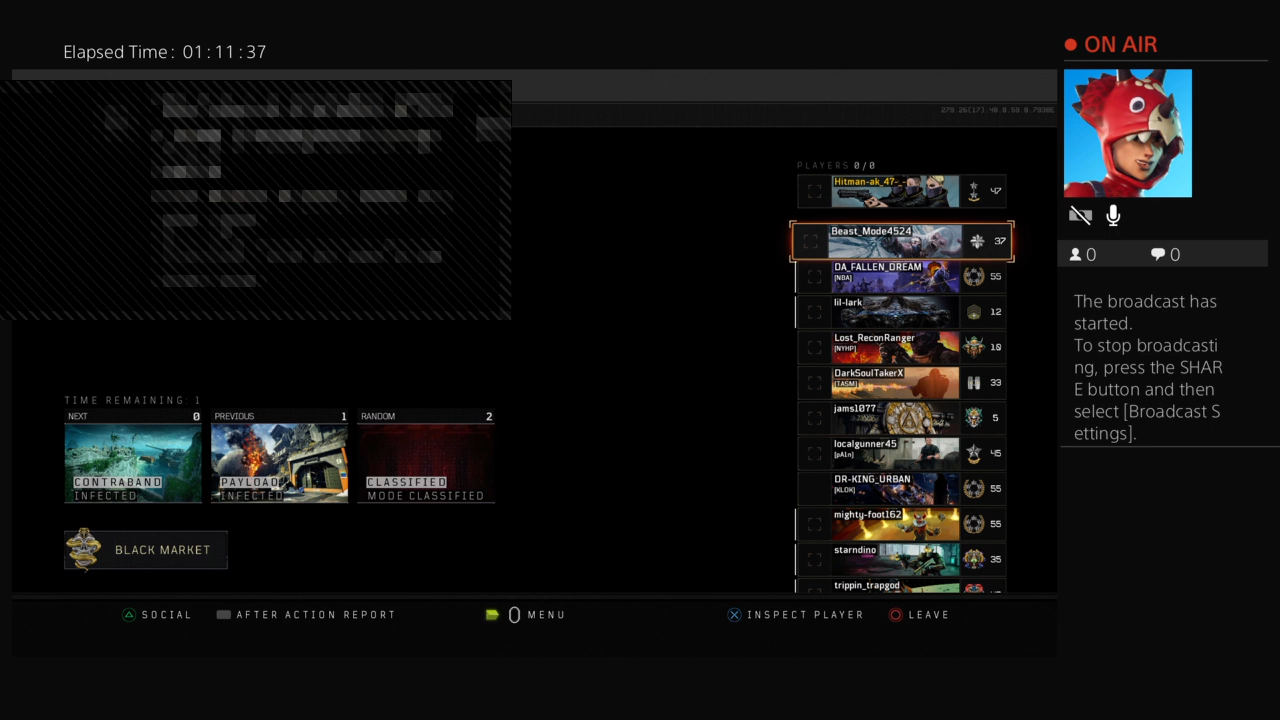 Elapsed Time: 01:11:37
ON AIR
PLAYERS 0/0
Hitman-ak_47-_-
47
Beast_Mode4524
37
DA_FALLEN_DREAM
[NBA]
55
lil-lark
12
Lost_ReconRanger
[NYHP]
19
DarkSoulTakerX
[TASM]
33
jams1077
5
localgunner45
[pAln]
45
DR-KING_URBAN
[KLOK]
55
mighty-foot162
55
starndino
35
trippin_trapgod
0 0
The broadcast has
started.
To stop broadcasti
ng, press the SHAR
E button and then
select [Broadcast S
ettings].
TIME REMAINING: 1
NEXT 0 PREVIOUS 1 RANDOM 2
CONTRABAND PAYLOAD CLASSIFIED
INFECTED INFECTED MODE CLASSIFIED
BLACK MARKET
SOCIAL AFTER ACTION REPORT 0 MENU INSPECT PLAYER LEAVE